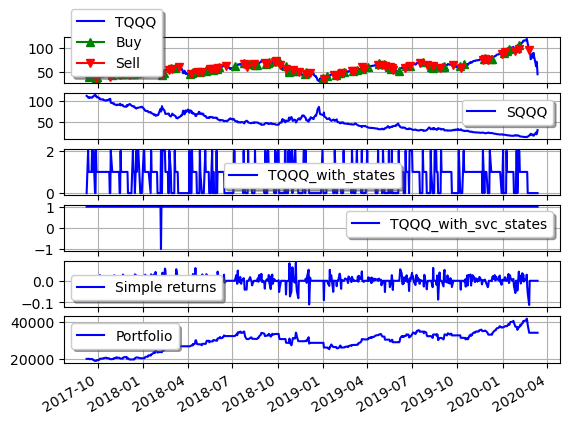 TQQQ
Buy
Sell
100
50
SQQQ
100
50
TQQQ_with_states
2
0
TQQQ_with_svc_states
1
0
−1
Simple returns
0.0
−0.1
Portfolio
40000
20000
2017-10 2018-01 2018-04 2018-07 2018-10 2019-01 2019-04 2019-07 2019-10 2020-01 2020-04